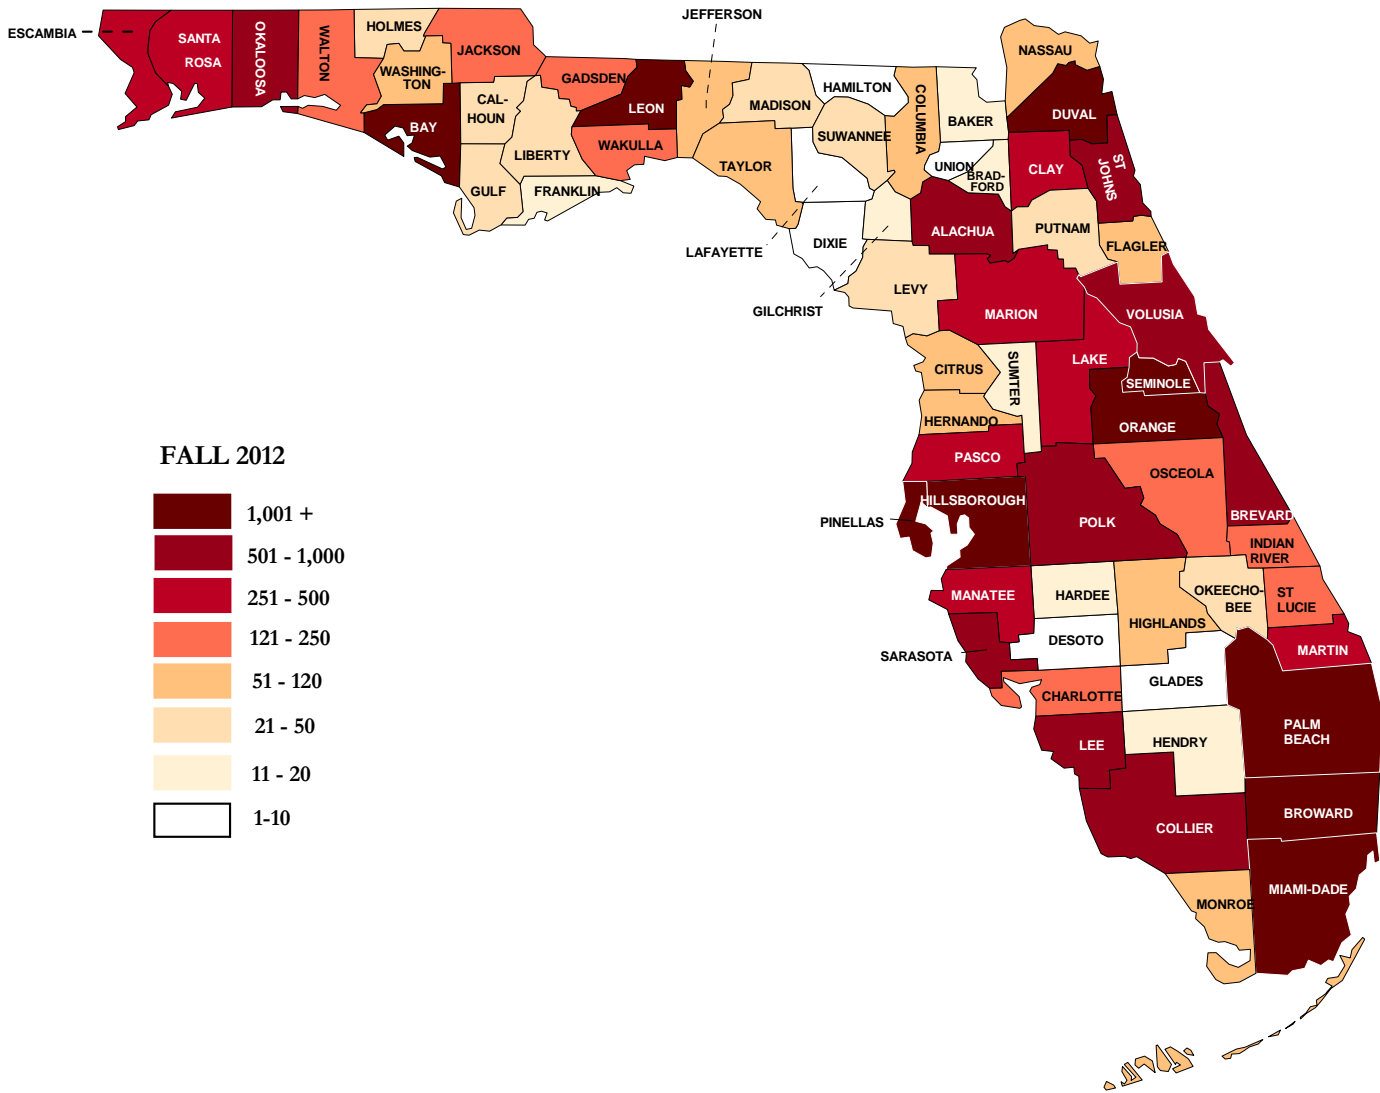 JEFFERSON
ESCAMBIA
SANTA
ROSA
OKALOOSA
WALTON
HOLMES
WASHING-
TON
JACKSON
BAY
CAL-
HOUN
LIBERTY
GULF
FRANKLIN
GADSDEN
LEON
WAKULLA
MADISON
TAYLOR
HAMILTON
SUWANNEE
COLUMBIA
LAFAYETTE
DIXIE
GILCHRIST
BAKER
UNION
BRAD-
FORD
NASSAU
DUVAL
CLAY
ST
JOHNS
ALACHUA
PUTNAM
FLAGLER
LEVY
MARION
VOLUSIA
CITRUS
SUMTER
LAKE
SEMINOLE
HERNANDO
ORANGE
PASCO
OSCEOLA
HILLSBOROUGH
PINELLAS
POLK
BREVARD
INDIAN
RIVER
MANATEE
HARDEE
HIGHLANDS
OKEECHO-
BEE
ST
LUCIE
SARASOTA
DESOTO
MARTIN
CHARLOTTE
GLADES
LEE
HENDRY
PALM
BEACH
COLLIER
BROWARD
MONROE
MIAMI-DADE
FALL 2012
1,001 +
501 - 1,000
251 - 500
121 - 250
51 - 120
21 - 50
11 - 20
1-10